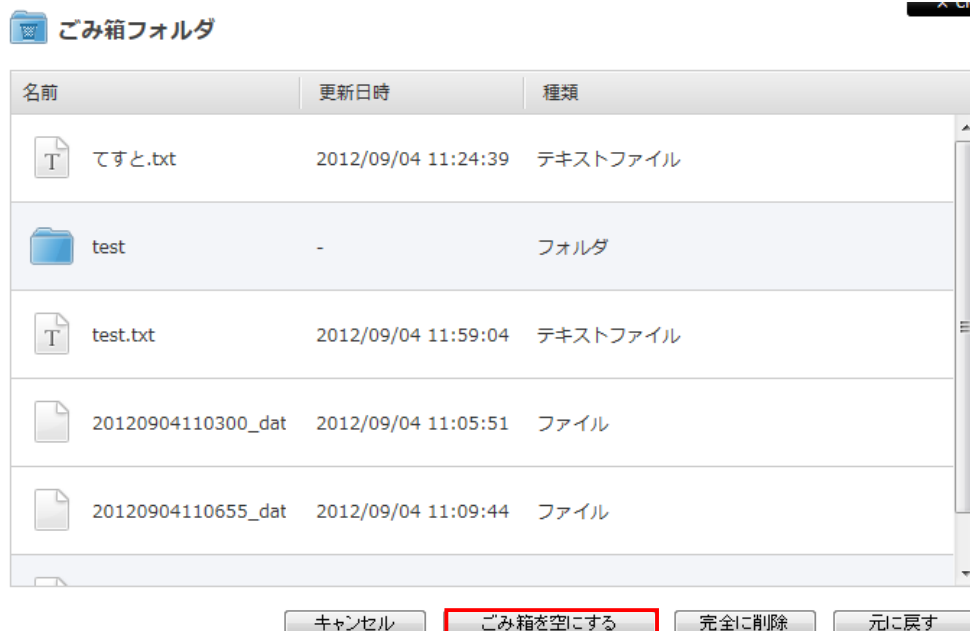 ごみ箱フォルダ
名前 更新日時 種類
T てすと.txt 2012/09/04 11:24:39 テキストファイル
test - フォルダ
T test.txt 2012/09/04 11:59:04 テキストファイル
20120904110300_dat 2012/09/04 11:05:51 ファイル
20120904110655_dat 2012/09/04 11:09:44 ファイル
キャンセル ごみ箱を空にする 完全に削除 元に戻す